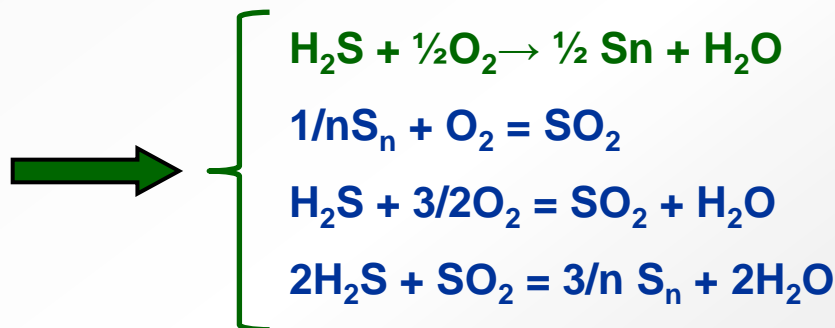 H₂S + ½O₂→ ½ Sn + H₂O
1/nSₙ + O₂ = SO₂
H₂S + 3/2O₂ = SO₂ + H₂O
2H₂S + SO₂ = 3/n Sₙ + 2H₂O